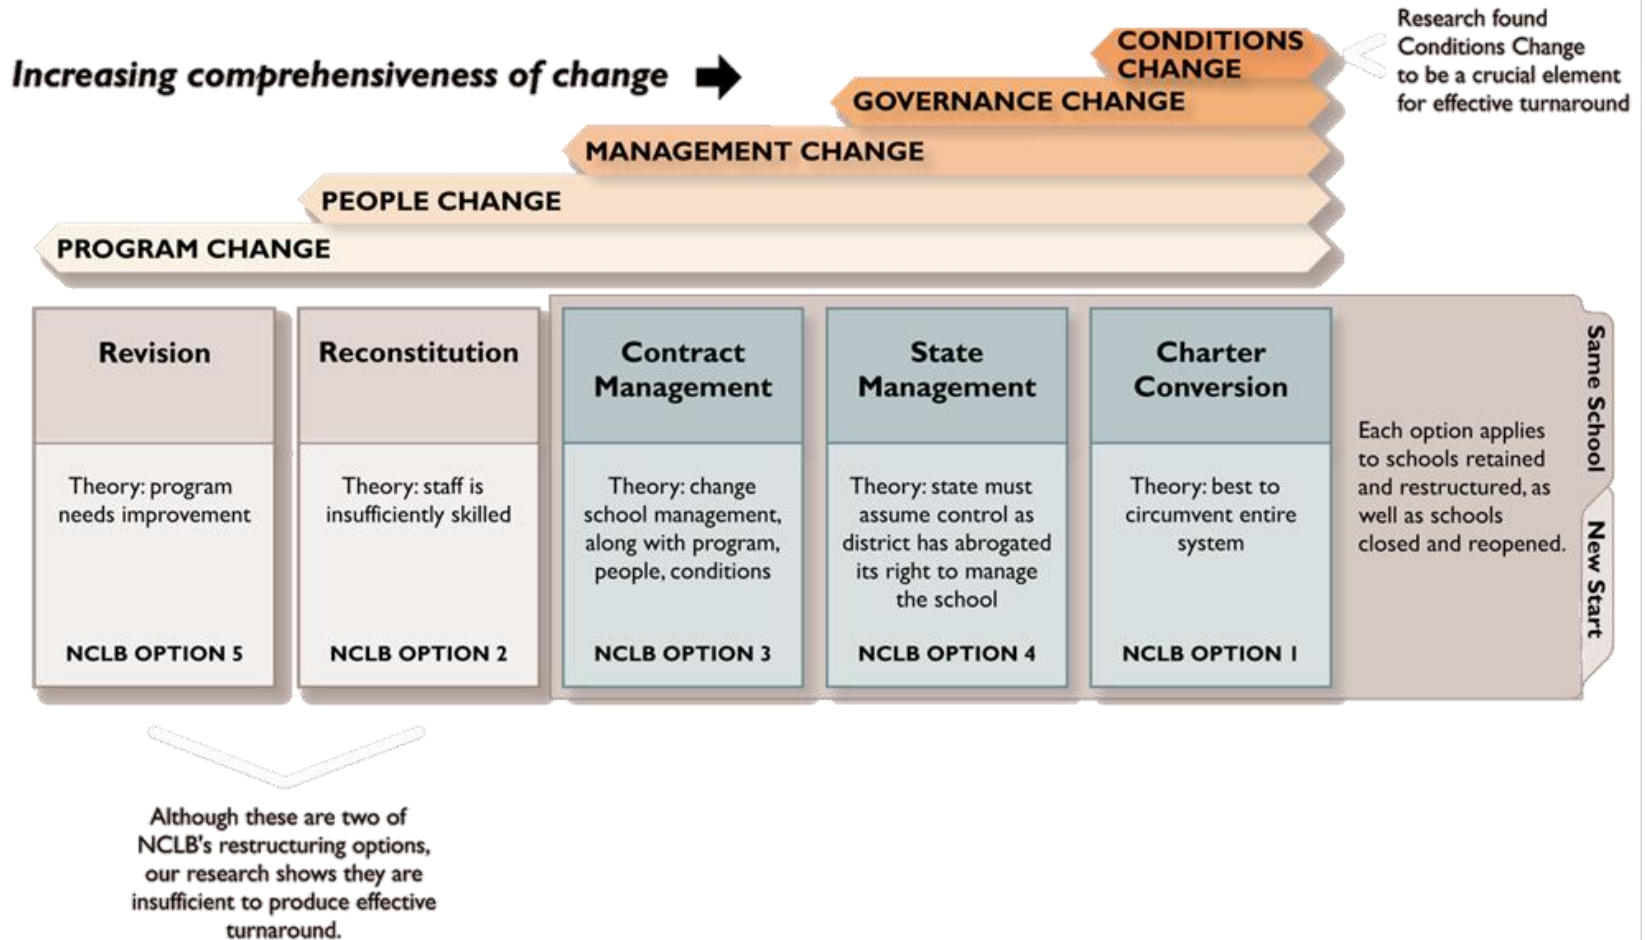 Increasing comprehensiveness of change
CONDITIONS
CHANGE
GOVERNANCE CHANGE
MANAGEMENT CHANGE
PEOPLE CHANGE
PROGRAM CHANGE
Research found
Conditions Change
to be a crucial element
for effective turnaround
Revision
Theory: program
needs improvement
NCLB OPTION 5
Reconstitution
Theory: staff is
insufficiently skilled
NCLB OPTION 2
Contract
Management
Theory: change
school management,
along with program,
people, conditions
NCLB OPTION 3
State
Management
Theory: state must
assume control as
district has abrogated
its right to manage
the school
NCLB OPTION 4
Charter
Conversion
Theory: best to
circumvent entire
system
NCLB OPTION 1
Each option applies
to schools retained
and restructured, as
well as schools
closed and reopened.
Same School
New Start
Although these are two of
NCLB's restructuring options,
our research shows they are
insufficient to produce effective
turnaround.